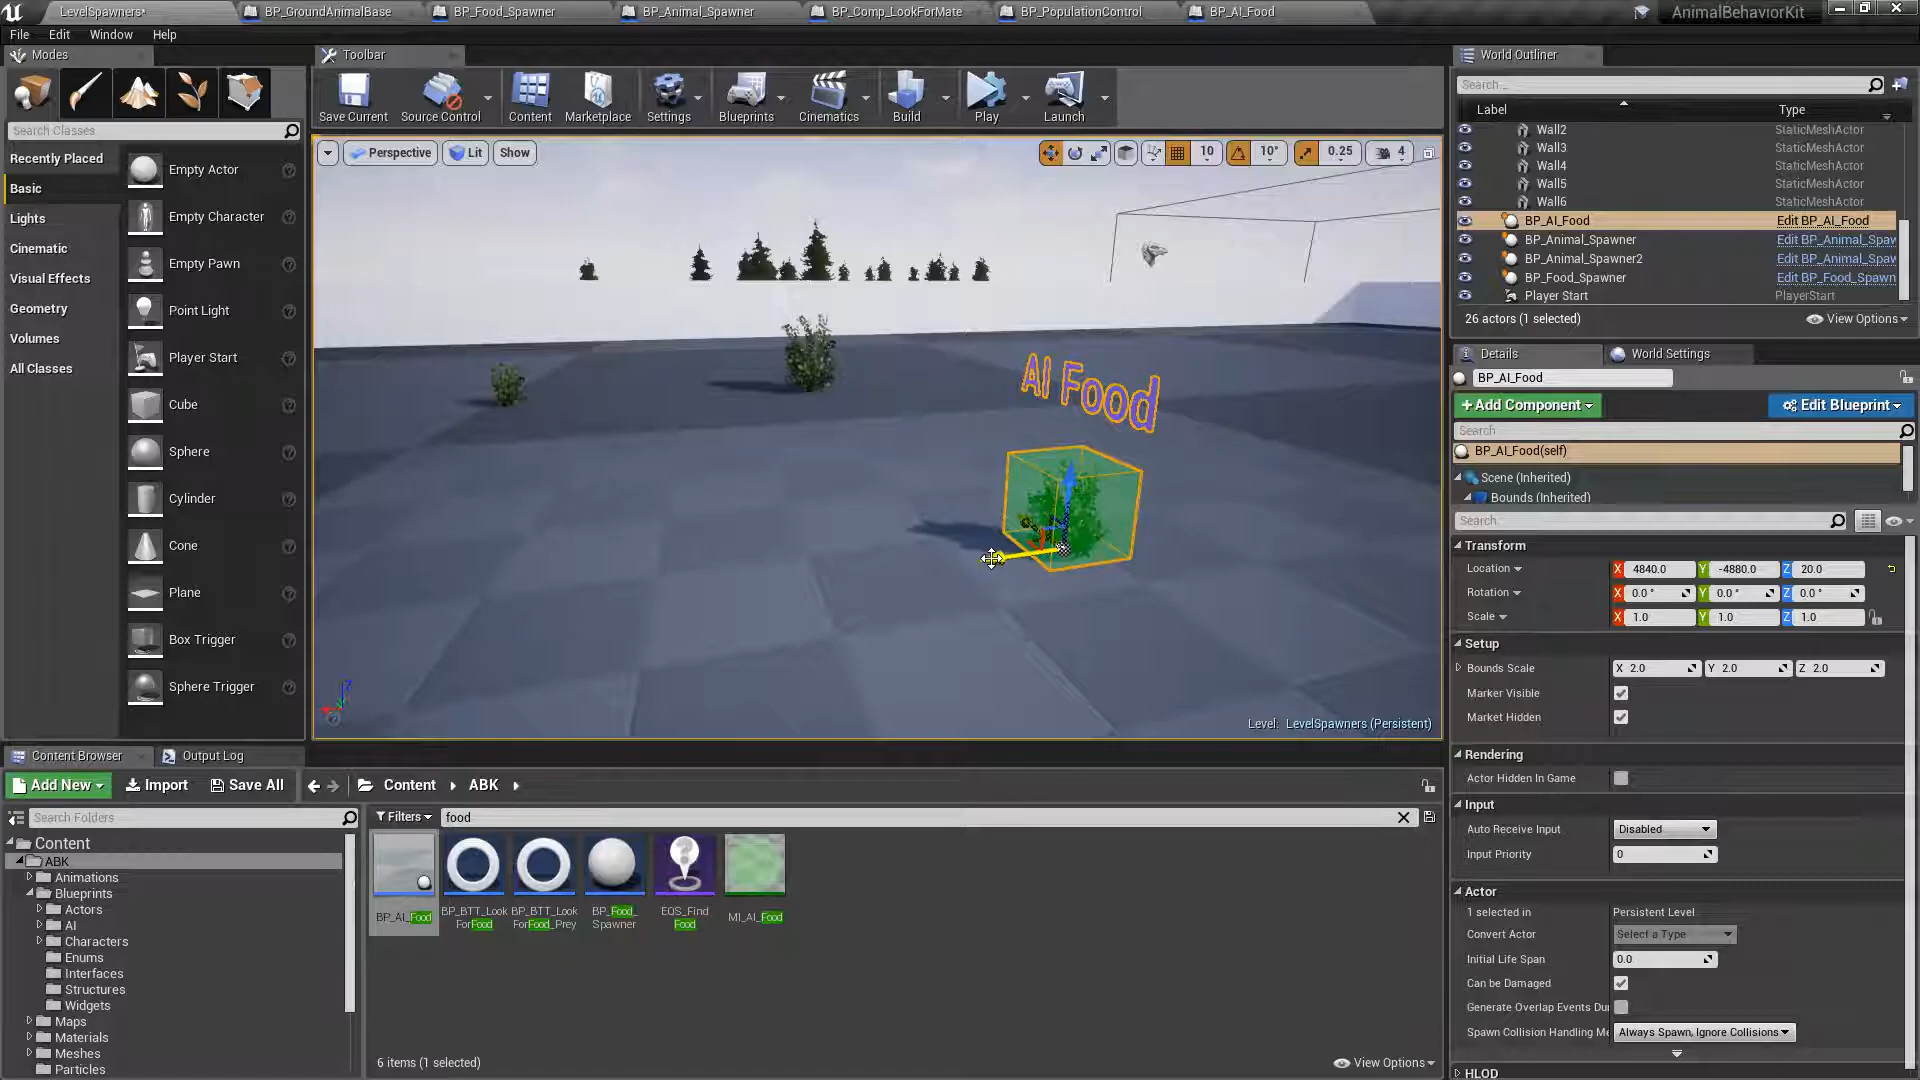 LevelSpawners*
BP_GroundAnimalBase
BP_Food_Spawner
BP_Animal_Spawner
BP_Comp_LookForMate
BP_PopulationControl
BP_AI_Food
AnimalBehaviorKit
File Edit Window Help
Modes
Toolbar
World Outliner
Save Current
Source Control
Content
Marketplace
Settings
Blueprints
Cinematics
Build
Play
Launch
Search Classes
Recently Placed
Basic
Lights
Cinematic
Visual Effects
Geometry
Volumes
All Classes
Empty Actor
Empty Character
Empty Pawn
Point Light
Player Start
Cube
Sphere
Cylinder
Cone
Plane
Box Trigger
Sphere Trigger
Perspective
Lit
Show
10
10°
0.25
4
AI Food
Level: LevelSpawners (Persistent)
Search...
Label Type
Wall2 StaticMeshActor
Wall3 StaticMeshActor
Wall4 StaticMeshActor
Wall5 StaticMeshActor
Wall6 StaticMeshActor
BP_AI_Food Edit BP_AI_Food
BP_Animal_Spawner Edit BP_Animal_Spaw
BP_Animal_Spawner2 Edit BP_Animal_Spaw
BP_Food_Spawner Edit BP_Food_Spawn
Player Start PlayerStart
26 actors (1 selected)
View Options
Details
World Settings
BP_AI_Food
+Add Component
Edit Blueprint
Search
BP_AI_Food(self)
Scene (Inherited)
Bounds (Inherited)
Search
Transform
Location X 4840.0 Y -4880.0 Z 20.0
Rotation X 0.0° Y 0.0° Z 0.0°
Scale X 1.0 Y 1.0 Z 1.0
Setup
Bounds Scale X 2.0 Y 2.0 Z 2.0
Marker Visible
Market Hidden
Rendering
Actor Hidden In Game
Input
Auto Receive Input Disabled
Input Priority 0
Actor
1 selected in Persistent Level
Convert Actor Select a Type
Initial Life Span 0.0
Can be Damaged
Generate Overlap Events Du
Spawn Collision Handling Me Always Spawn, Ignore Collisions
HLOD
Content Browser
Output Log
Add New
Import
Save All
Content
ABK
Search Folders
Filters
food
Content
ABK
Animations
Blueprints
Actors
AI
Characters
Enums
Interfaces
Structures
Widgets
Maps
Materials
Meshes
Particles
BP_AI_Food
BP_BTT_Look
ForFood
BP_BTT_Look
ForFood_Prey
BP_Food_
Spawner
EQS_Find
Food
MI_AI_Food
6 items (1 selected)
View Options